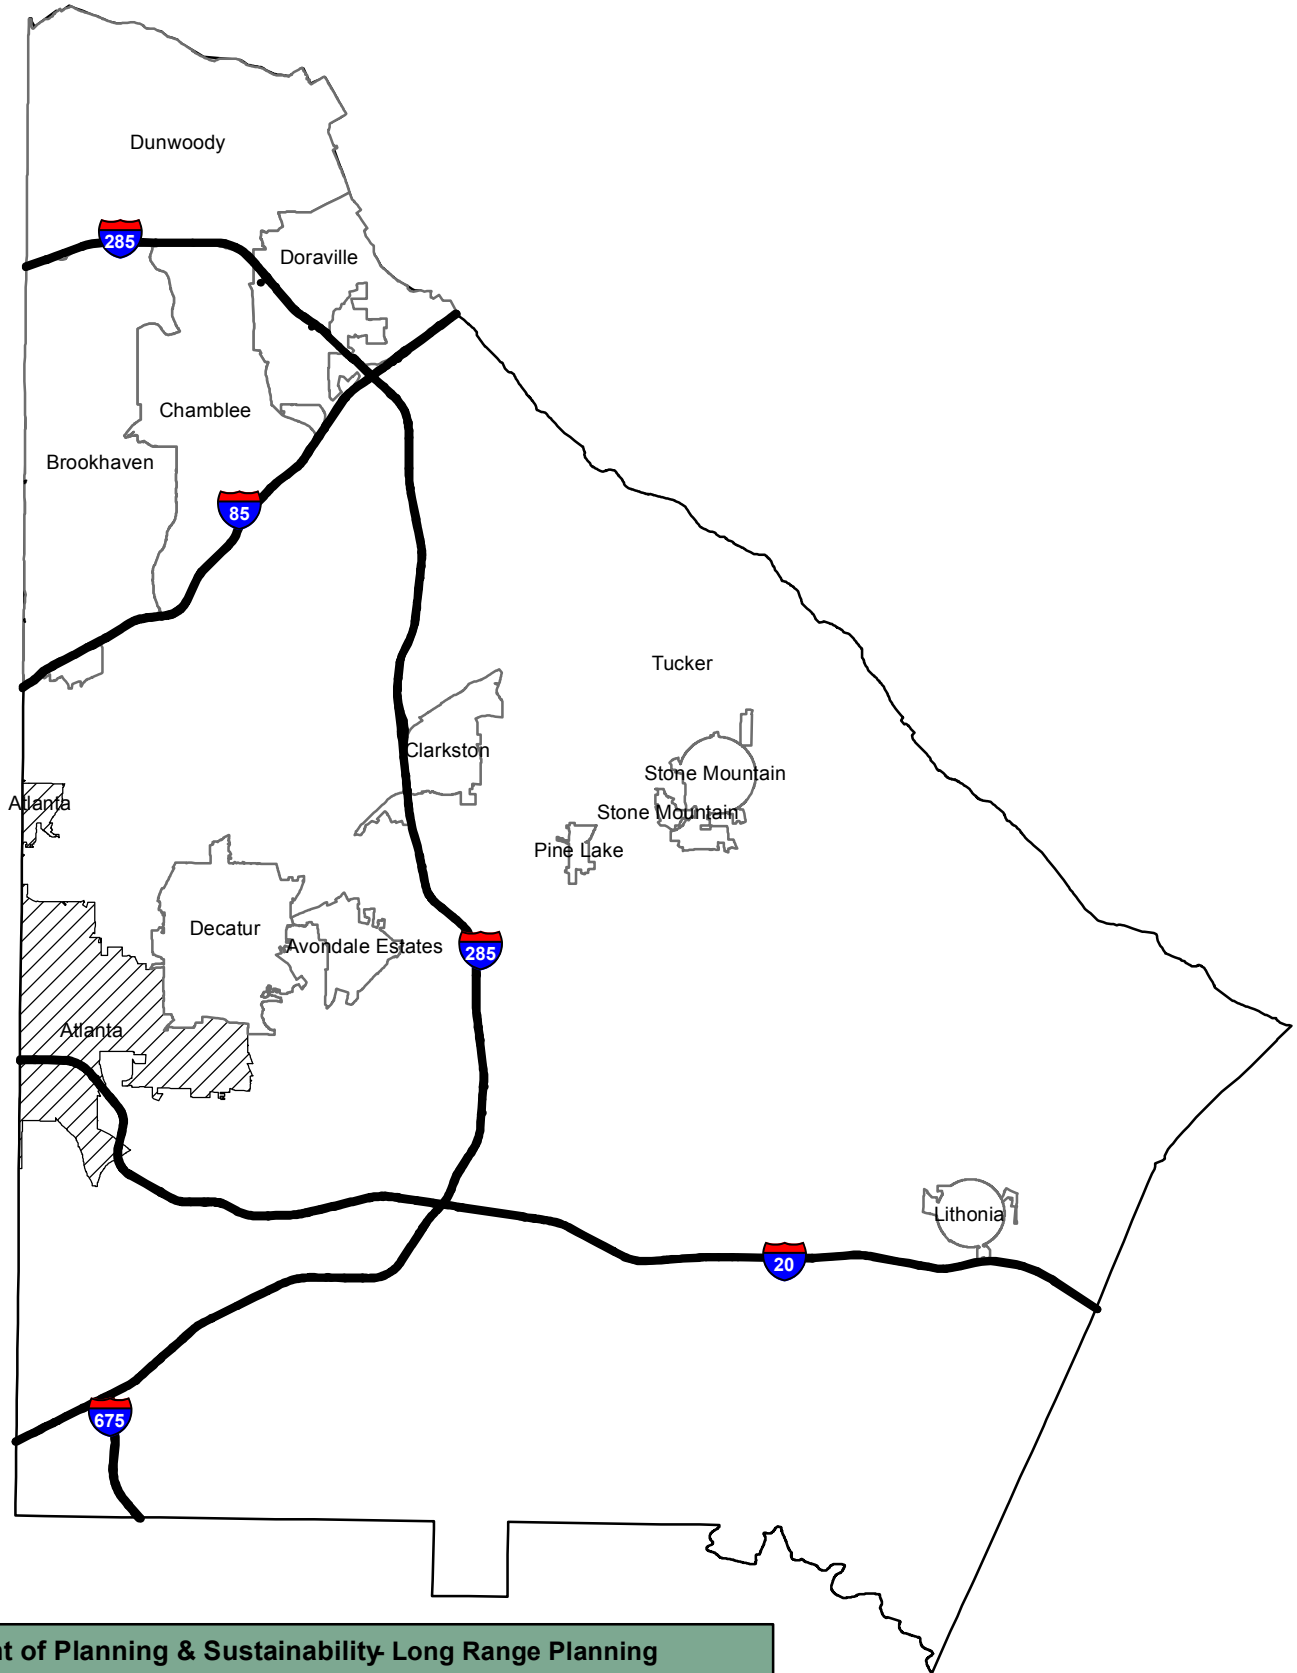 Dunwoody
285
Doraville
Chamblee
Brookhaven
85
Tucker
Clarkston
Stone Mountain
Atlanta
Stone Mountain
Pine Lake
Decatur
Avondale Estates
285
Atlanta
Lithonia
20
675
t of Planning & Sustainability- Long Range Planning